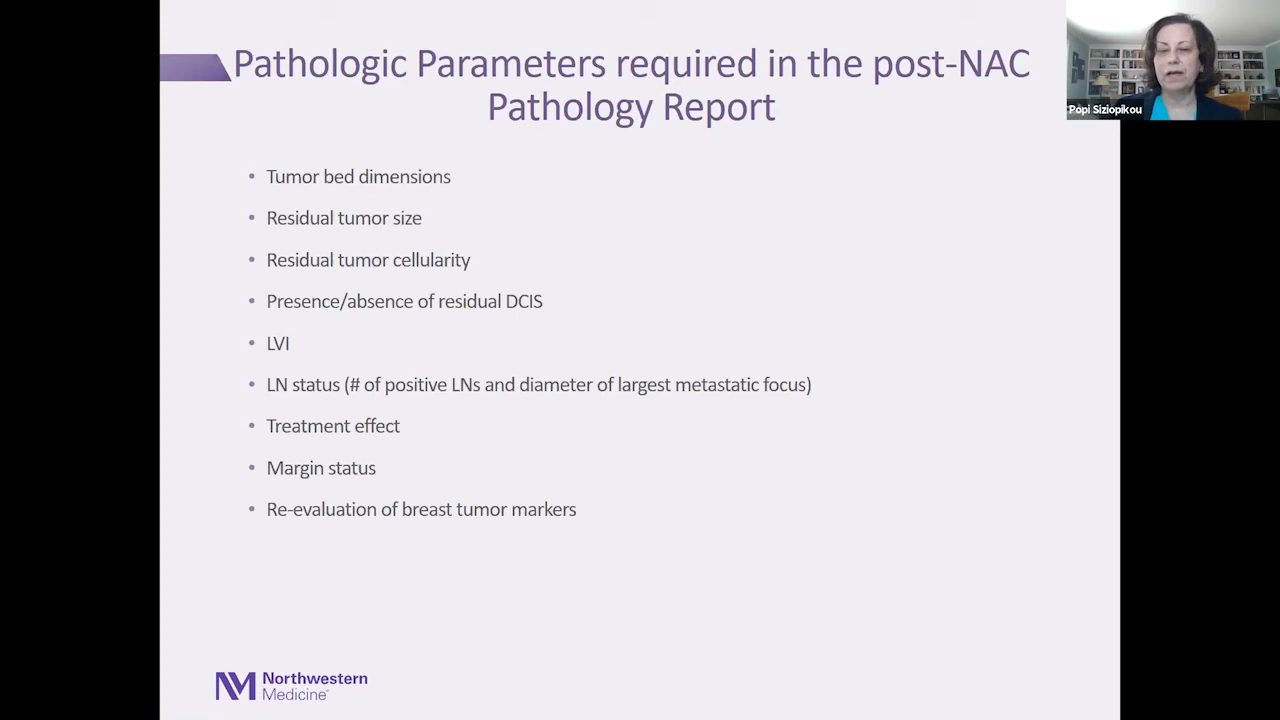 Pathologic Parameters required in the post-NAC
Pathology Report
• Tumor bed dimensions
• Residual tumor size
• Residual tumor cellularity
• Presence/absence of residual DCIS
• LVI
• LN status (# of positive LNs and diameter of largest metastatic focus)
• Treatment effect
• Margin status
• Re-evaluation of breast tumor markers
Popi Siziopikou
NM Northwestern
Medicine